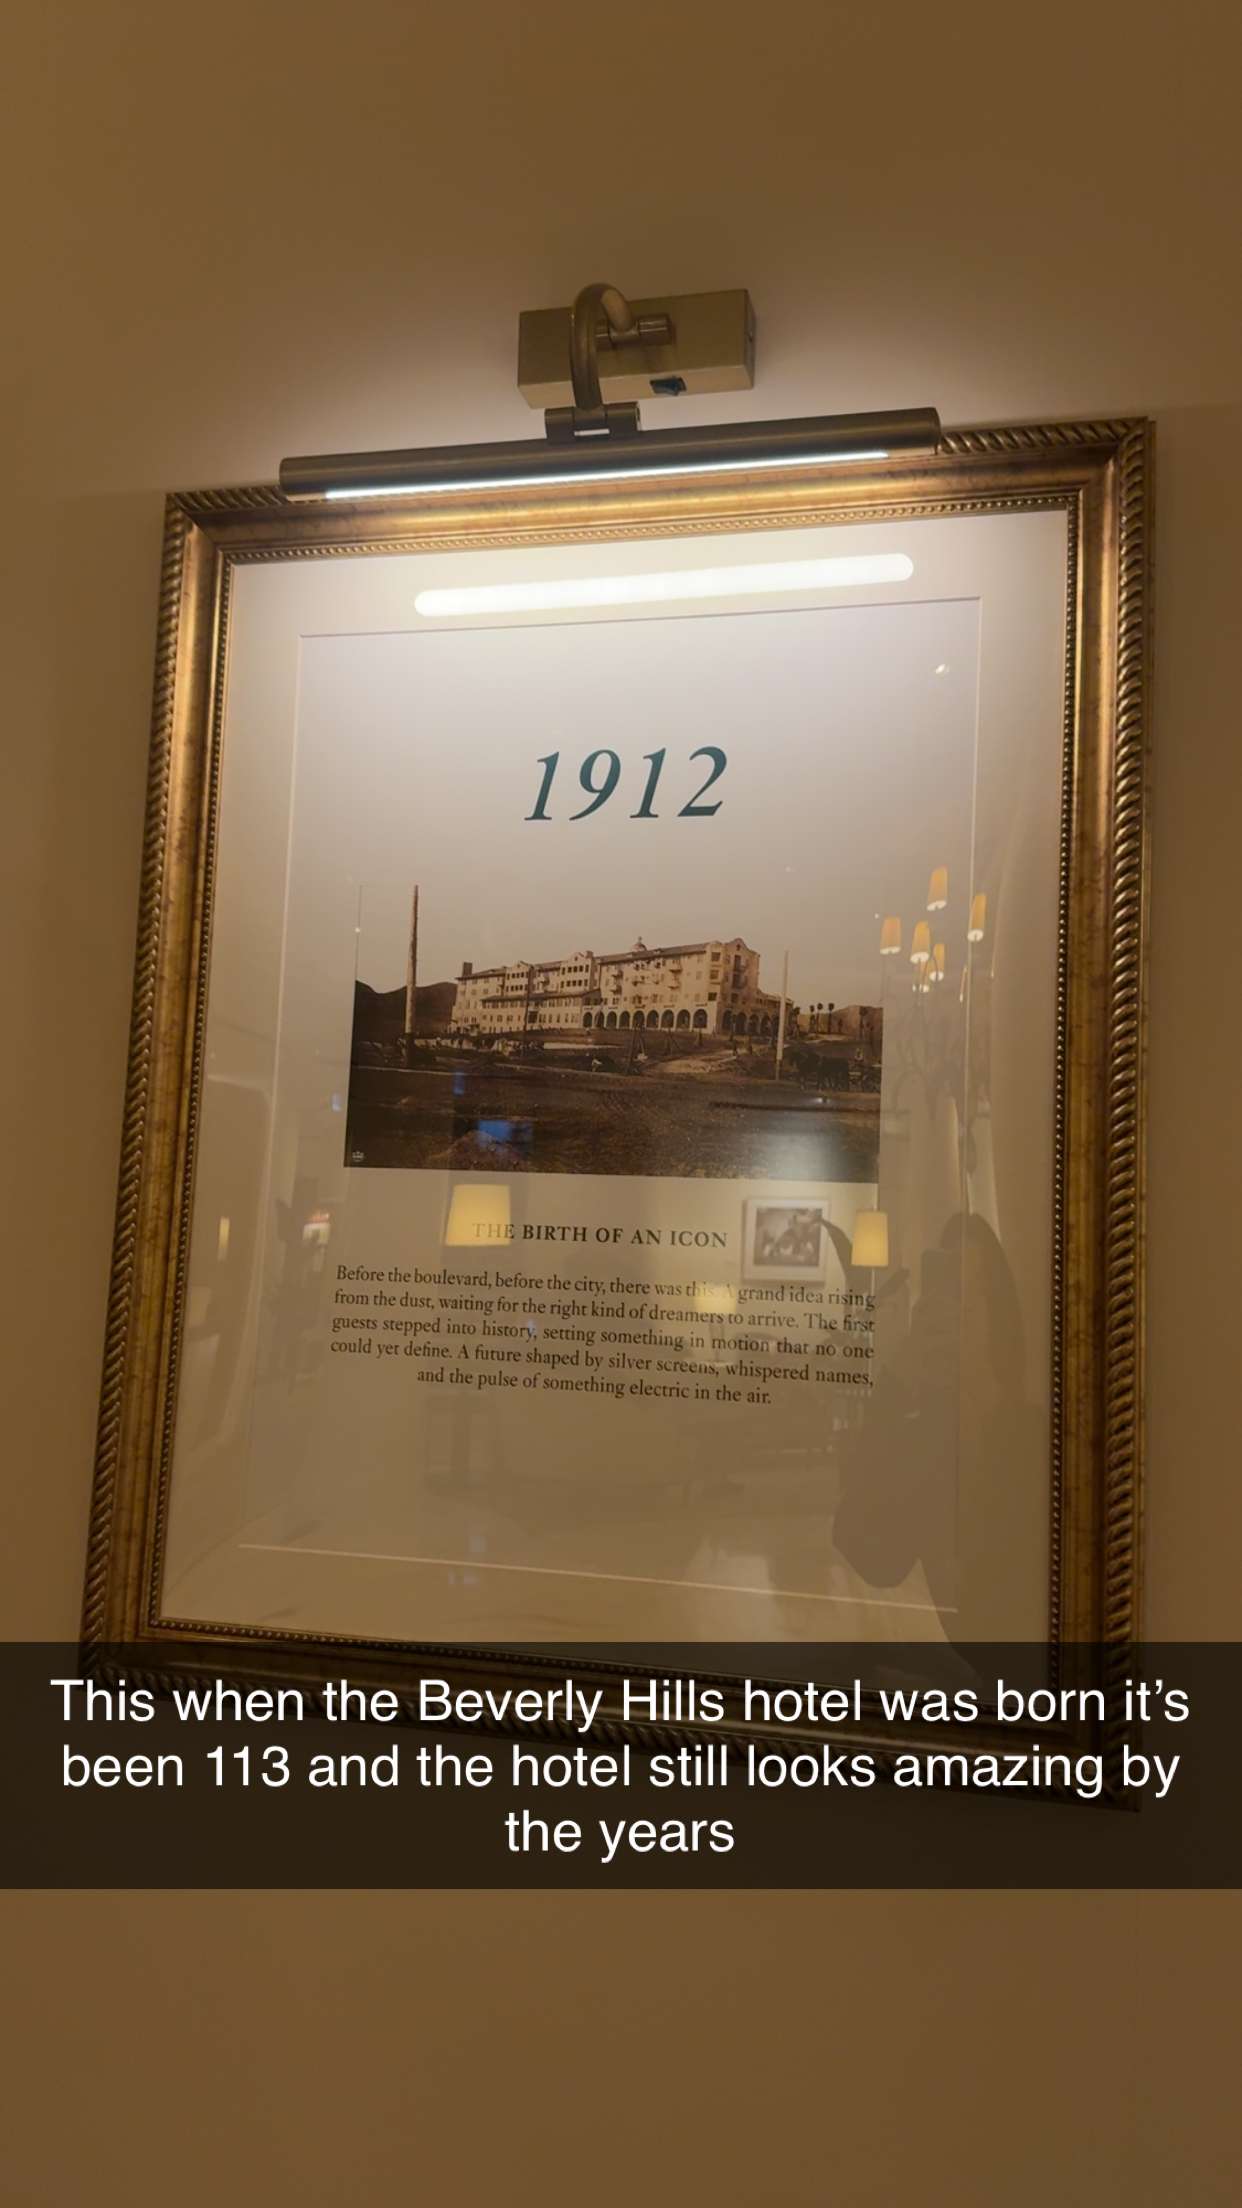 1912
THE BIRTH OF AN ICON
Before the boulevard, before the city, there was this. A grand idea rising
from the dust, waiting for the right kind of dreamers to arrive. The first
guests stepped into history, setting something in motion that no one
could yet define. A future shaped by silver screens, whispered names,
and the pulse of something electric in the air.
This when the Beverly Hills hotel was born it’s
been 113 and the hotel still looks amazing by
the years